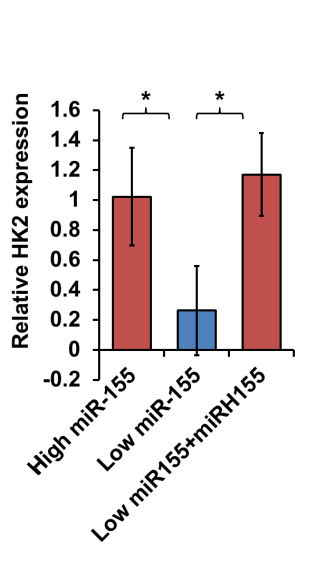 * *
Relative HK2 expression
1.6
1.4
1.2
1
0.8
0.6
0.4
0.2
0
-0.2
High miR-155
Low miR-155
Low miR155+miRH155